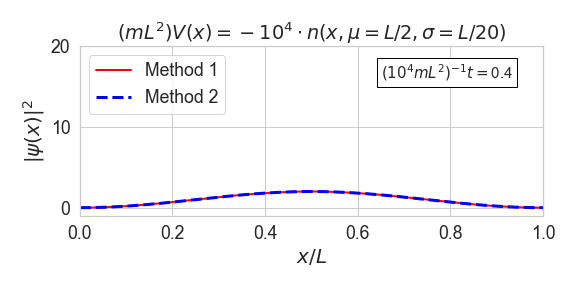 (mL²)V(x) = −10⁴ · n(x, μ = L/2, σ = L/20)
|ψ(x)|²
20
10
0
Method 1
Method 2
(10⁴mL²)⁻¹t = 0.4
0.0 0.2 0.4 0.6 0.8 1.0
x/L